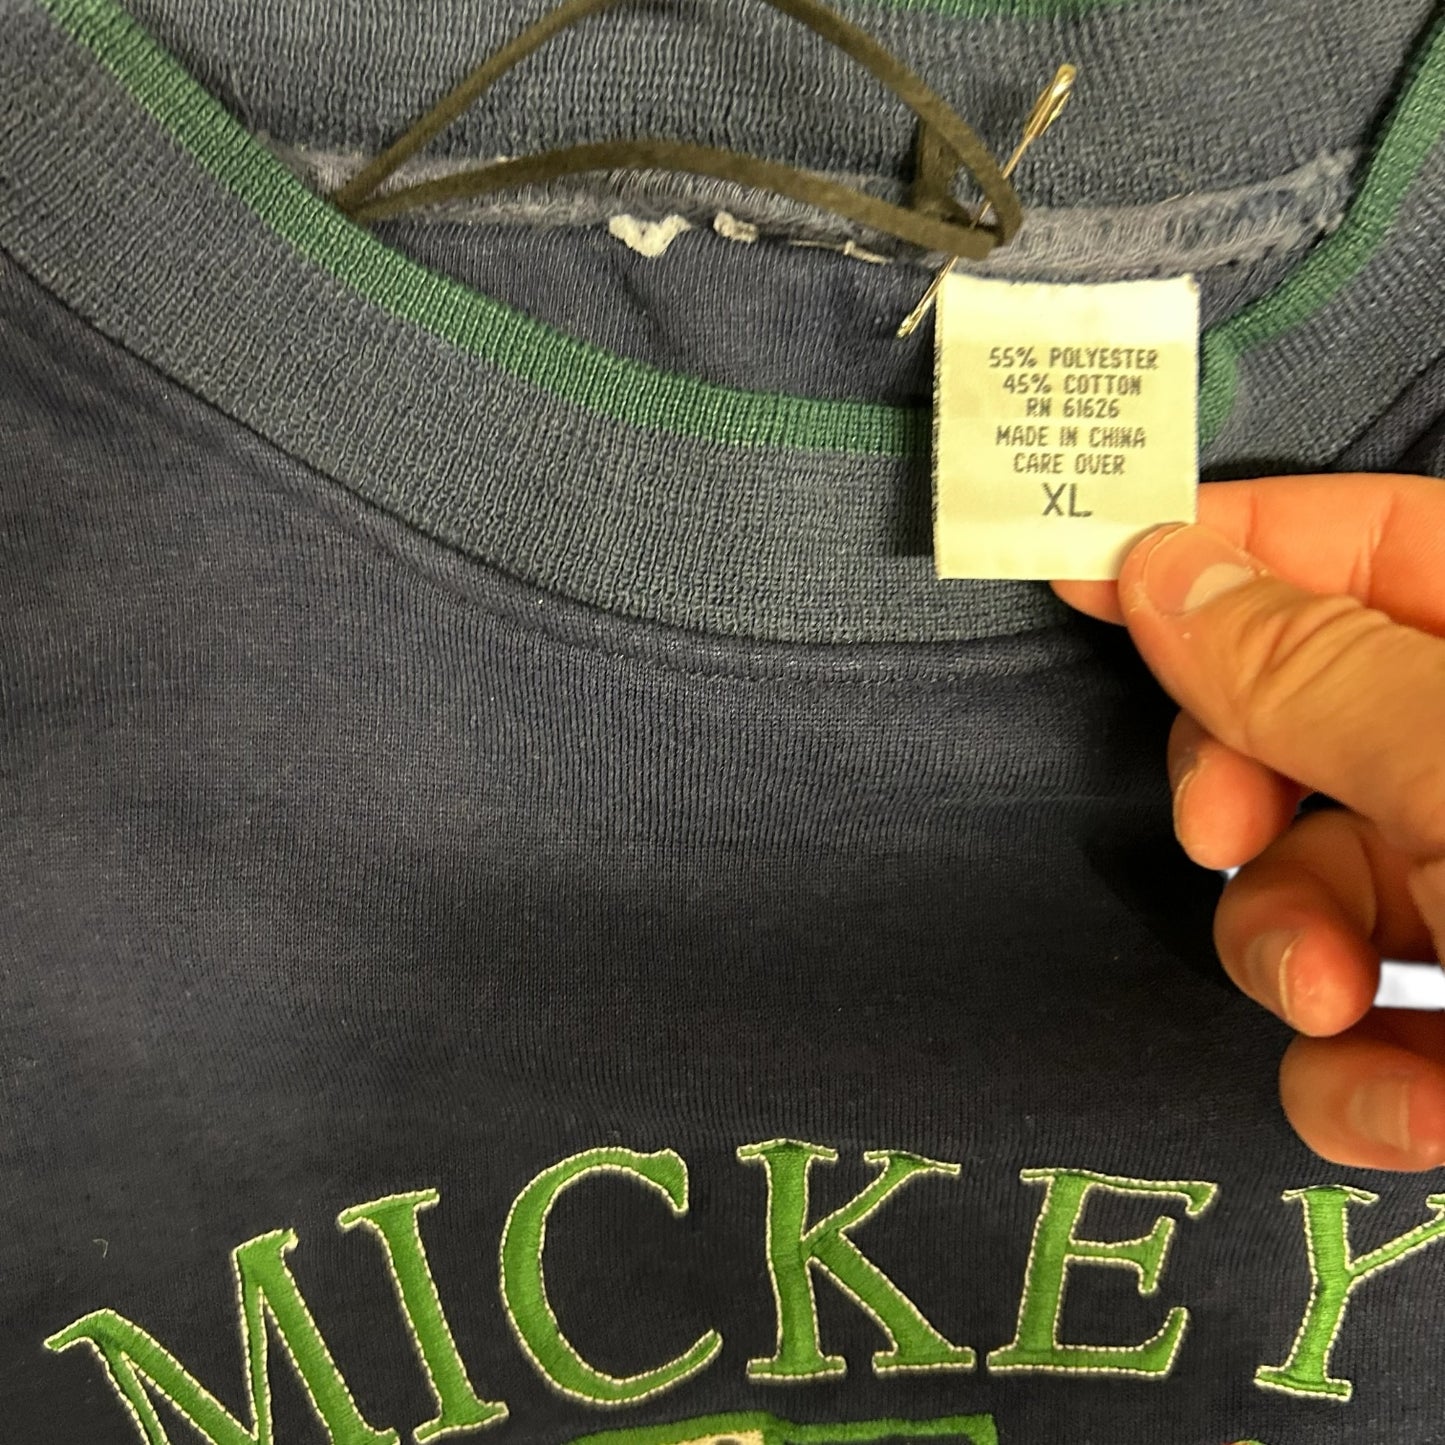 55% POLYESTER
45% COTTON
RN 61626
MADE IN CHINA
CARE OVER
XL
MICKEY